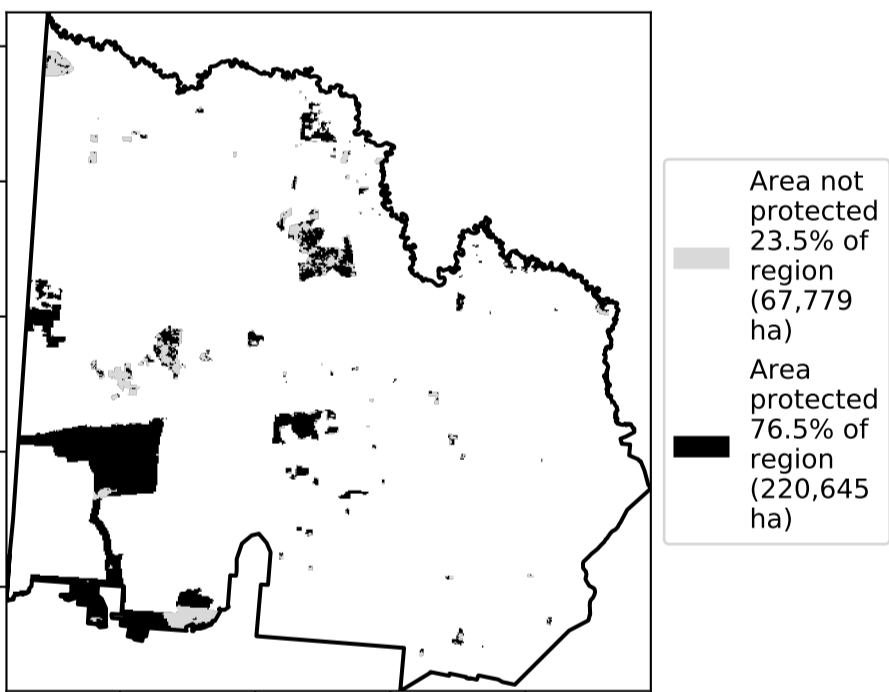 Area not
protected
23.5% of
region
(67,779
ha)
Area
protected
76.5% of
region
(220,645
ha)